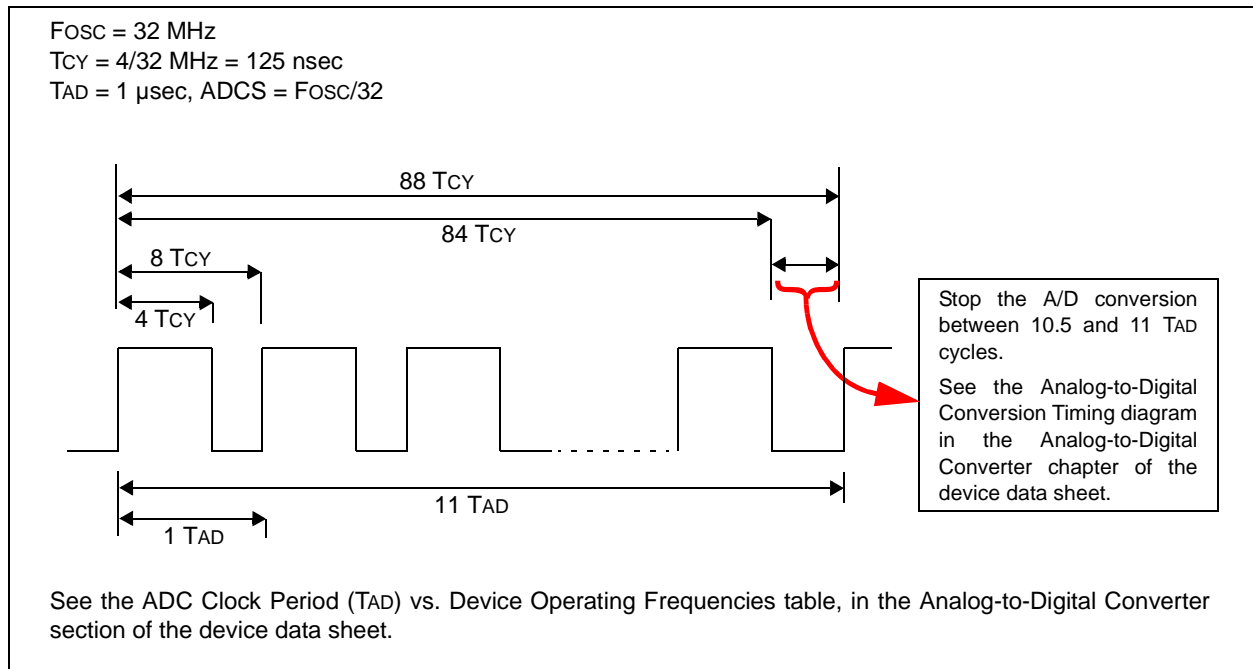 FOSC = 32 MHz
TCY = 4/32 MHz = 125 nsec
TAD = 1 µsec, ADCS = FOSC/32
88 TCY
84 TCY
8 TCY
4 TCY
Stop the A/D conversion
between 10.5 and 11 TAD
cycles.
See the Analog-to-Digital
Conversion Timing diagram
in the Analog-to-Digital
Converter chapter of the
device data sheet.
11 TAD
1 TAD
See the ADC Clock Period (TAD) vs. Device Operating Frequencies table, in the Analog-to-Digital Converter
section of the device data sheet.